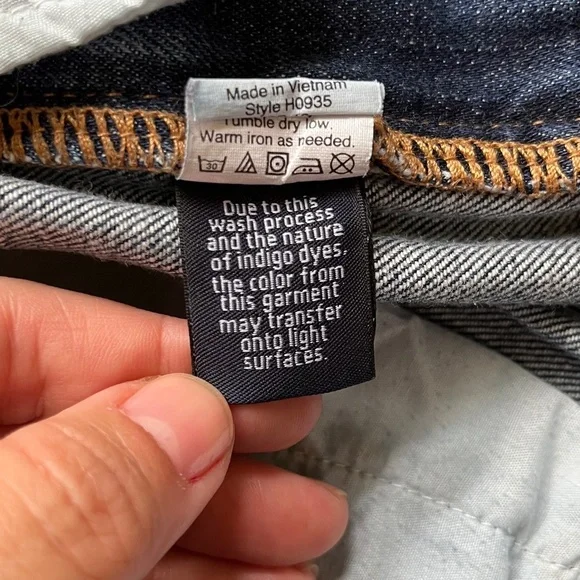 Made in Vietnam
Style H0935
Tumble dry low.
Warm iron as needed.
30
Due to this
wash process
and the nature
of indigo dyes.
the color from
this garment
may transfer
onto light
surfaces.